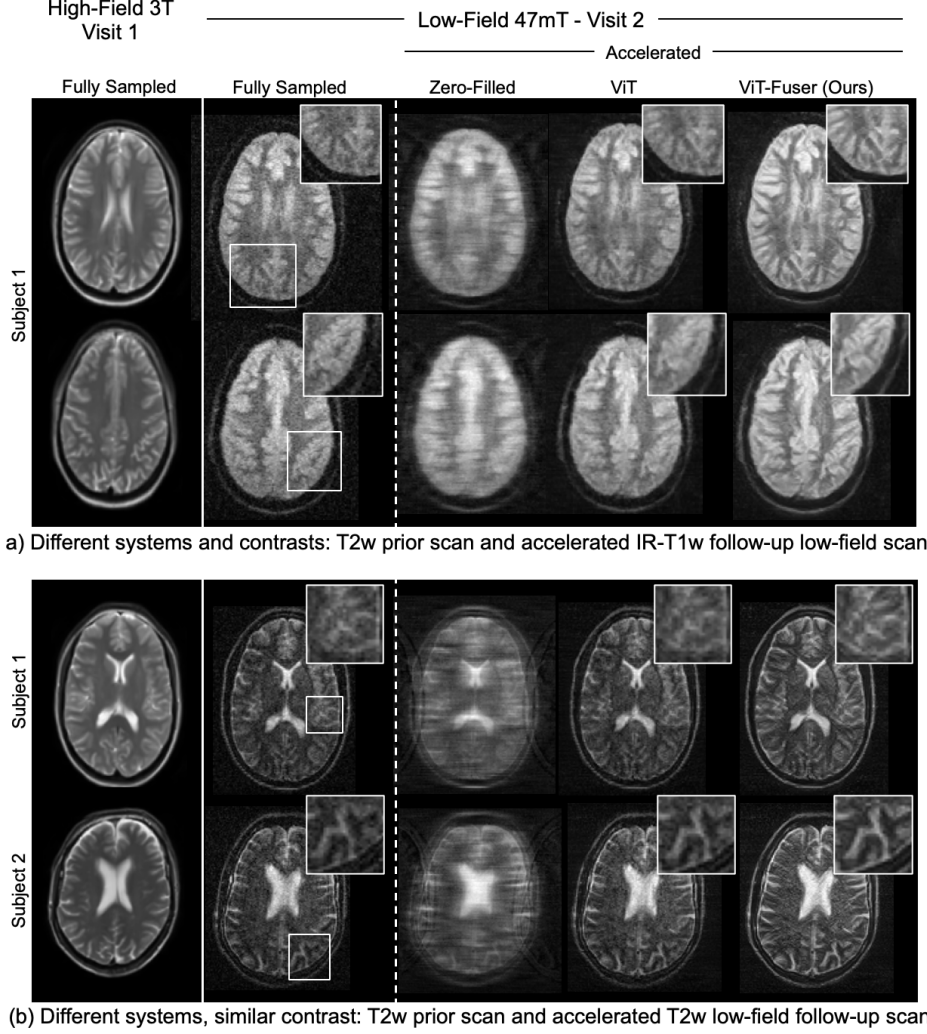 High-Field 3T
Visit 1
Low-Field 47mT - Visit 2
Accelerated
Fully Sampled
Fully Sampled
Zero-Filled
ViT
ViT-Fuser (Ours)
Subject 1
a) Different systems and contrasts: T2w prior scan and accelerated IR-T1w follow-up low-field scan
Subject 1
Subject 2
(b) Different systems, similar contrast: T2w prior scan and accelerated T2w low-field follow-up scan